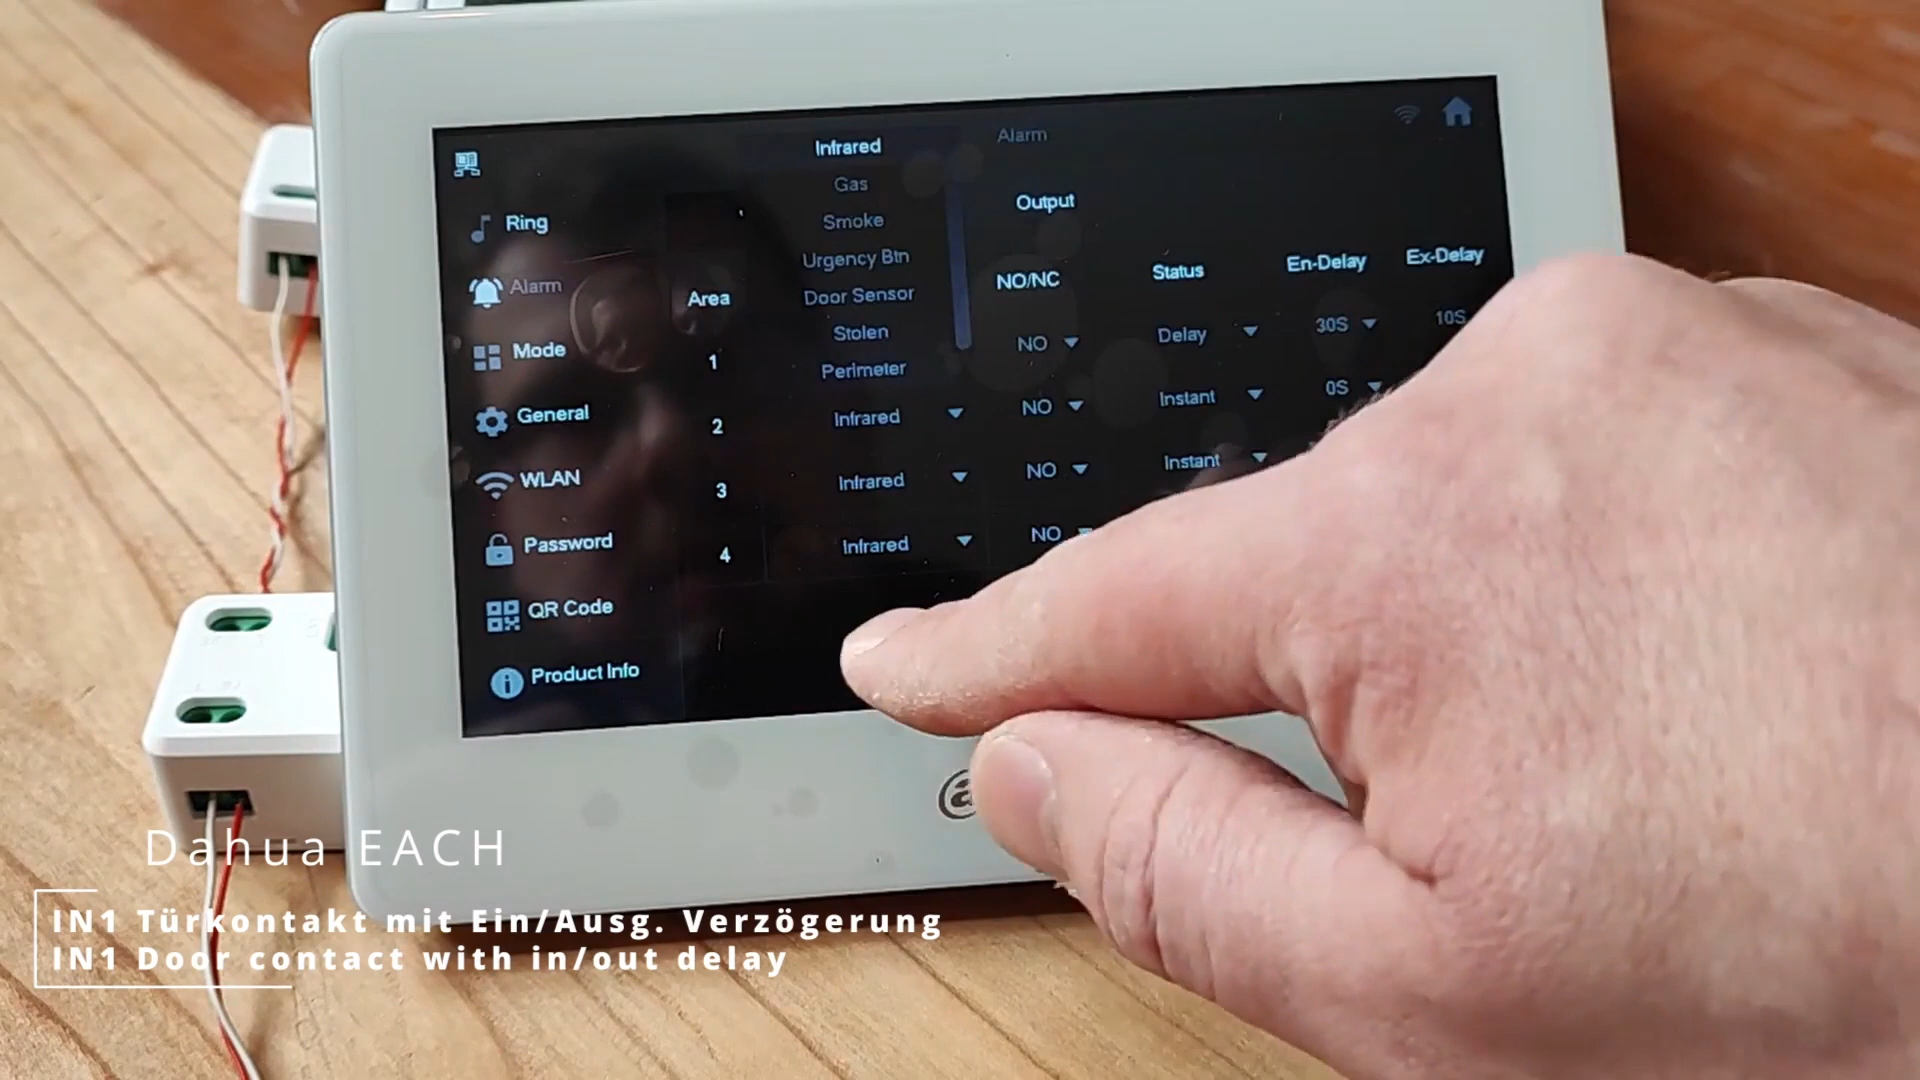 Alarm
Infrared
Gas
Smoke
Urgency Btn
Door Sensor
Stolen
Perimeter
Output
Ring
Alarm
Mode
General
WLAN
Password
QR Code
Product Info
Area NO/NC Status En-Delay Ex-Delay
1 NO Delay 30S 10S
2 Infrared NO Instant 0S
3 Infrared NO Instant
4 Infrared NO
Dahua EACH
IN1 Türkontakt mit Ein/Ausg. Verzögerung
IN1 Door contact with in/out delay